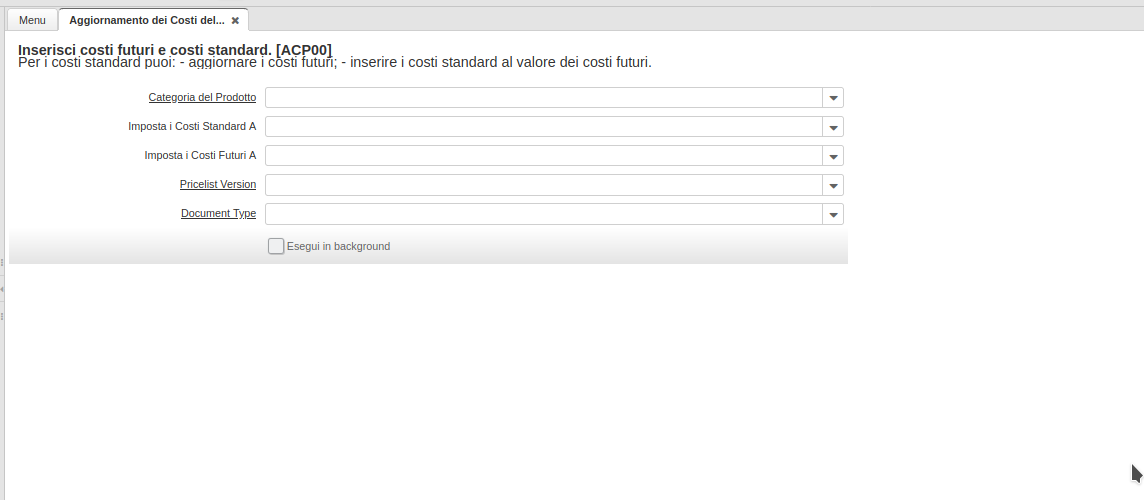 Menu
Aggiornamento dei Costi del...
Inserisci costi futuri e costi standard. [ACP00]
Per i costi standard puoi: - aggiornare i costi futuri; - inserire i costi standard al valore dei costi futuri.
Categoria del Prodotto
Imposta i Costi Standard A
Imposta i Costi Futuri A
Pricelist Version
Document Type
Esegui in background